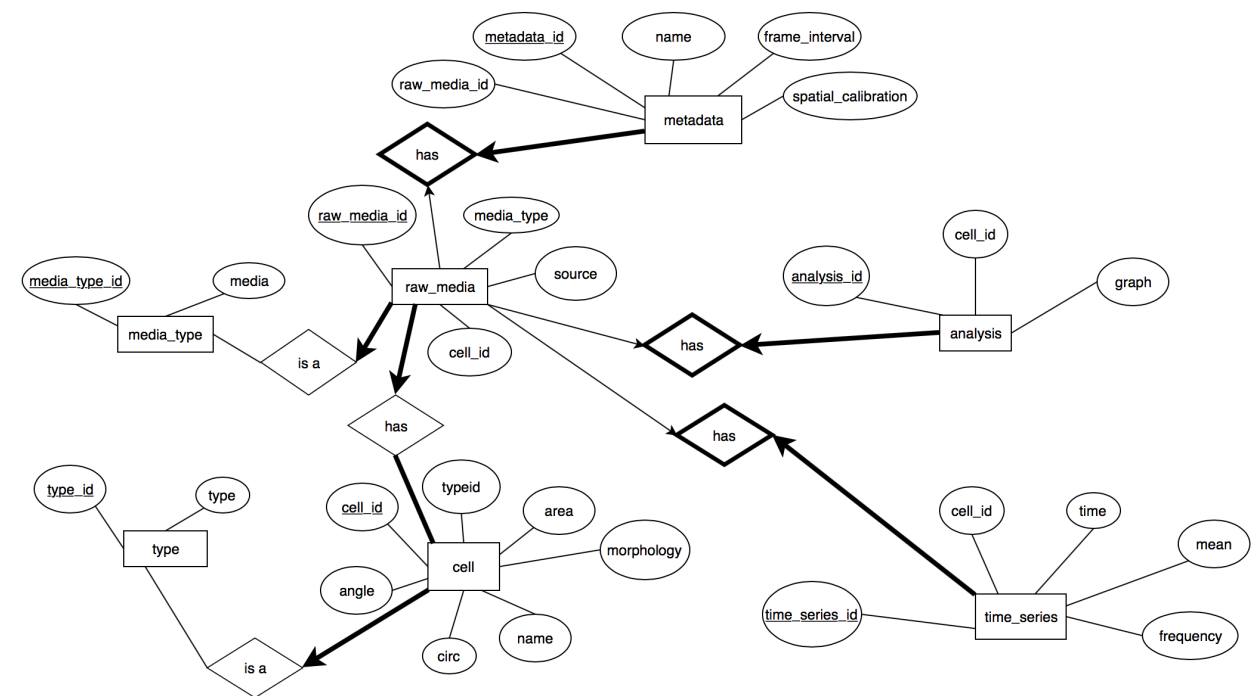 metadata_id
name
frame_interval
raw_media_id
spatial_calibration
metadata
has
raw_media_id
media_type
source
raw_media
cell_id
media_type_id
media
media_type
is a
has
cell_id
analysis_id
graph
analysis
has
has
type_id
type
type
is a
cell_id
typeid
area
morphology
cell
angle
circ
name
cell_id
time
mean
time_series_id
time_series
frequency